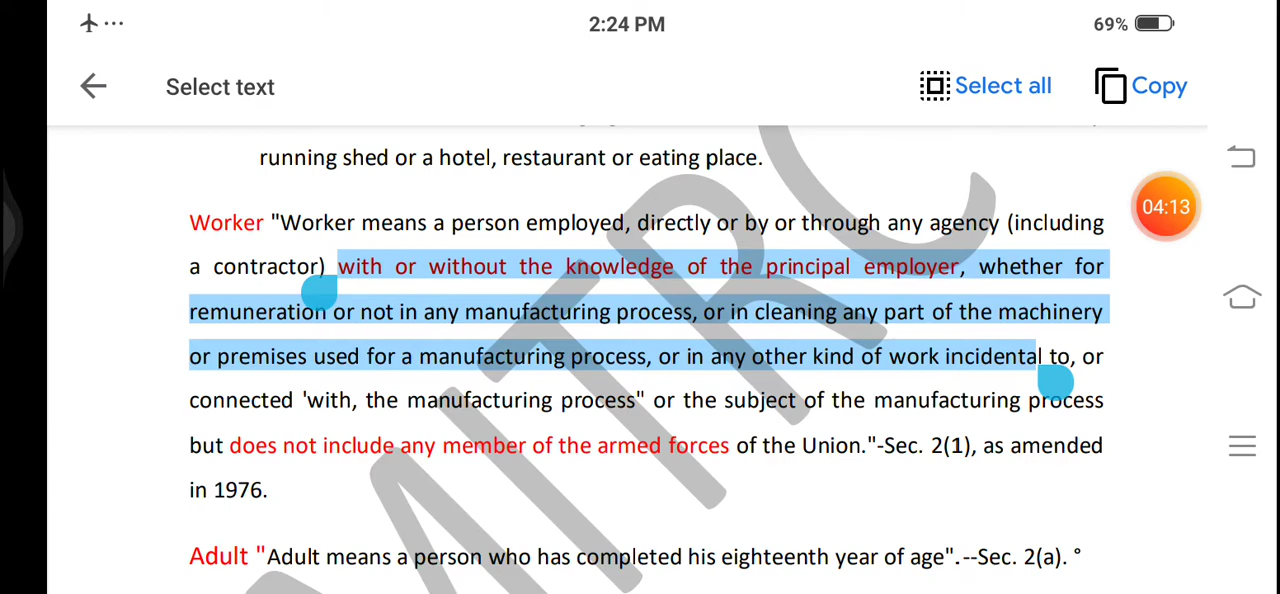 2:24 PM
69%
Select text
Select all
Copy
running shed or a hotel, restaurant or eating place.
04:13
Worker "Worker means a person employed, directly or by or through any agency (including
a contractor) with or without the knowledge of the principal employer, whether for
remuneration or not in any manufacturing process, or in cleaning any part of the machinery
or premises used for a manufacturing process, or in any other kind of work incidental to, or
connected 'with, the manufacturing process" or the subject of the manufacturing process
but does not include any member of the armed forces of the Union."-Sec. 2(1), as amended
in 1976.
Adult "Adult means a person who has completed his eighteenth year of age".--Sec. 2(a). °
MTRC